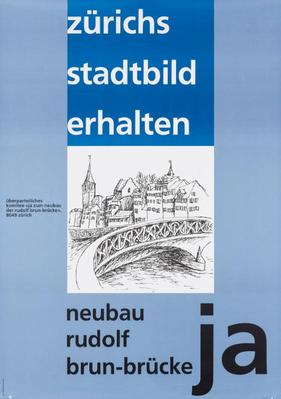 zürichs
stadtbild
erhalten
überparteiliches
komitee «ja zum neubau
der rudolf brun-brücke».
8049 zürich
neubau
rudolf
brun-brücke
ja